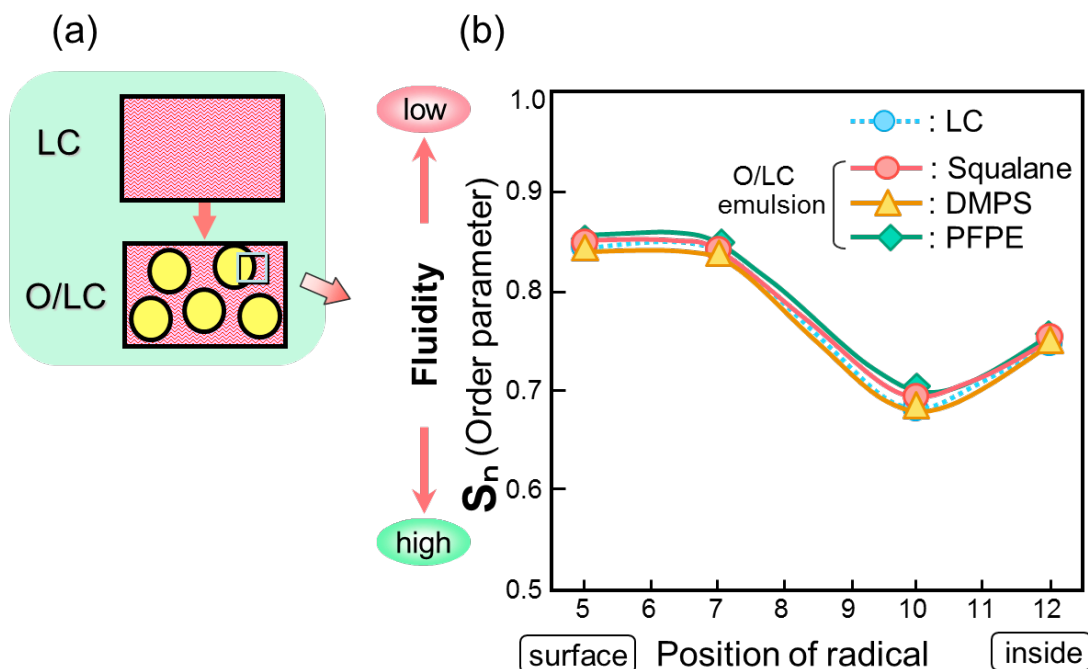 (a)
LC
O/LC
low
Fluidity
high
(b)
Sn (Order parameter)
1.0
0.9
0.8
0.7
0.6
0.5
: LC
O/LC
emulsion
: Squalane
: DMPS
: PFPE
5 6 7 8 9 10 11 12
surface Position of radical inside